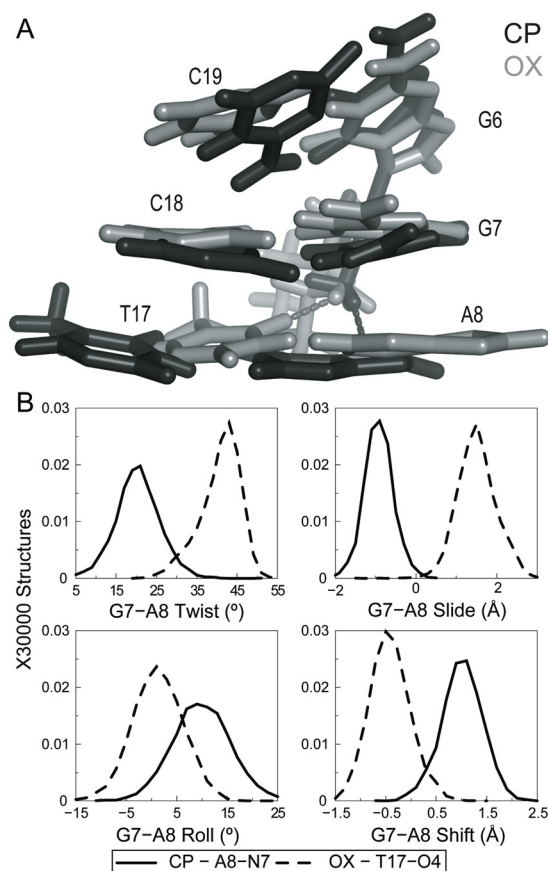 A
CP
OX
C19
G6
C18
G7
T17
A8
B
X30000 Structures
0.03
0.02
0.01
0
5 15 25 35 45 55
G7−A8 Twist (º)
0.03
0.02
0.01
0
−2 0 2
G7−A8 Slide (Å)
0.03
0.02
0.01
0
−15 −5 5 15 25
G7−A8 Roll (º)
0.03
0.02
0.01
0
−1.5 −0.5 0.5 1.5 2.5
G7−A8 Shift (Å)
CP − A8−N7 OX − T17−O4